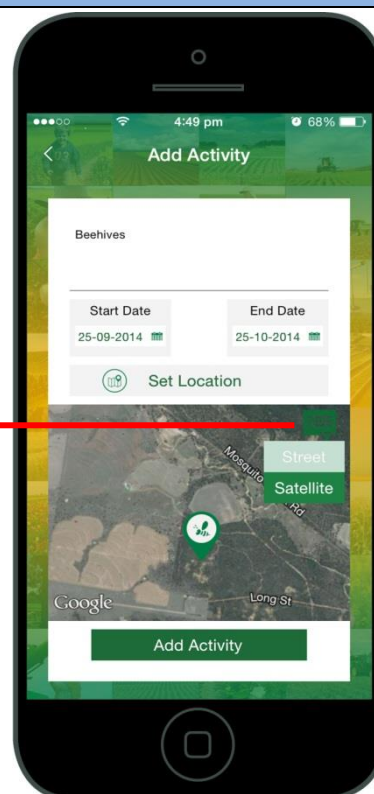 4:49 pm 68%
Add Activity
Beehives
Start Date End Date
25-09-2014 25-10-2014
Set Location
Mosquito Rd
Street
Satellite
Google
Long St
Add Activity